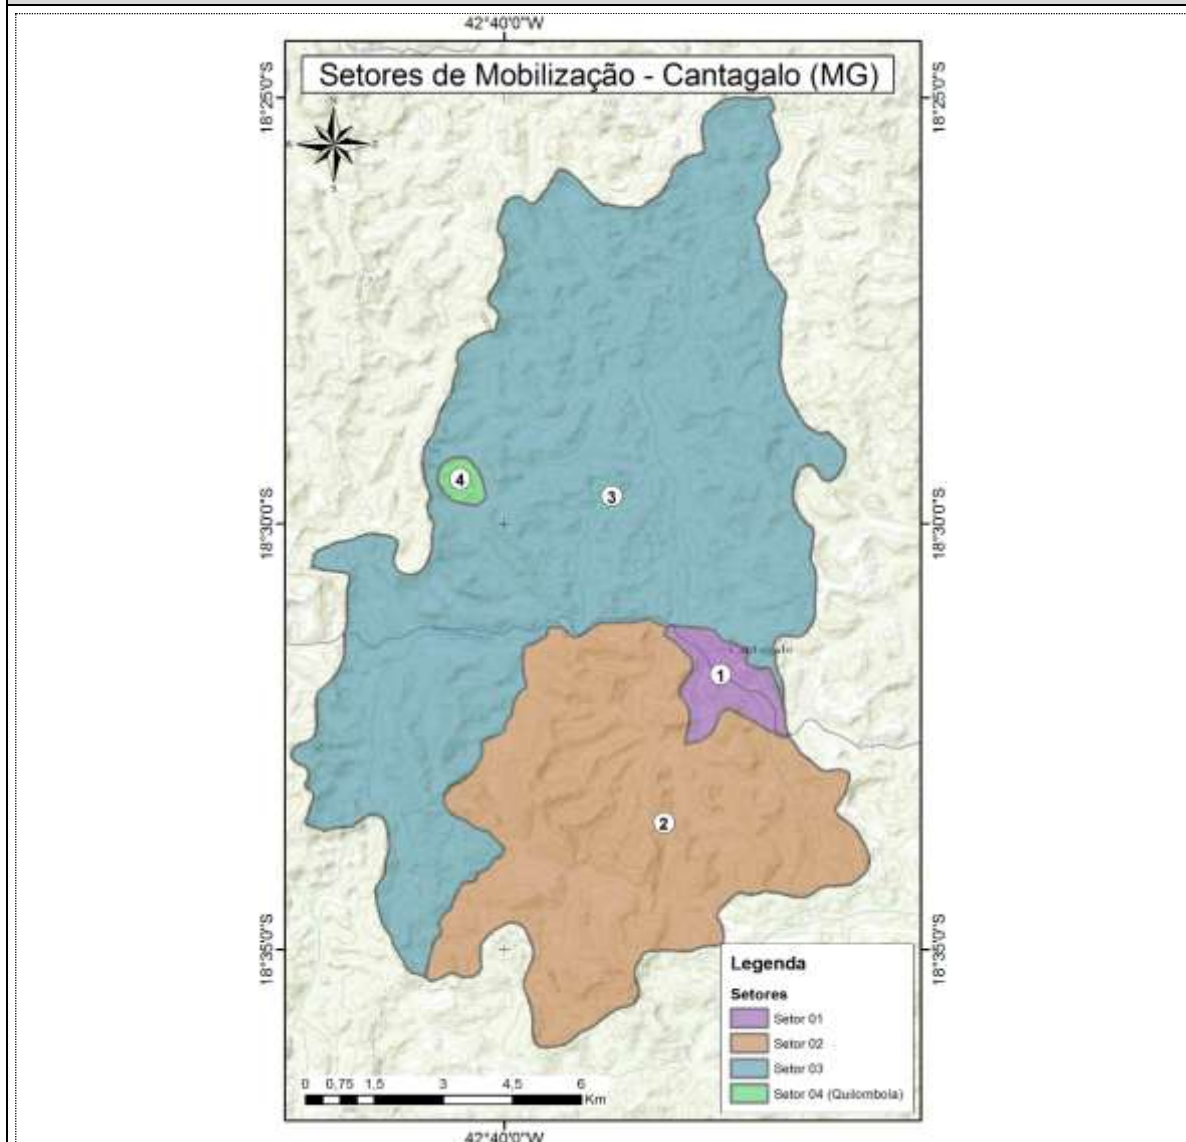 42°40'0"W
Setores de Mobilização - Cantagalo (MG)
18°25'0"S
18°25'0"S
N
S
4
3
18°30'0"S
18°30'0"S
1
2
18°35'0"S
18°35'0"S
Legenda
Setores
Setor 01
Setor 02
Setor 03
Setor 04 (Quilombola)
0 0,75 1,5 3 4,5 6
Km
42°40'0"W